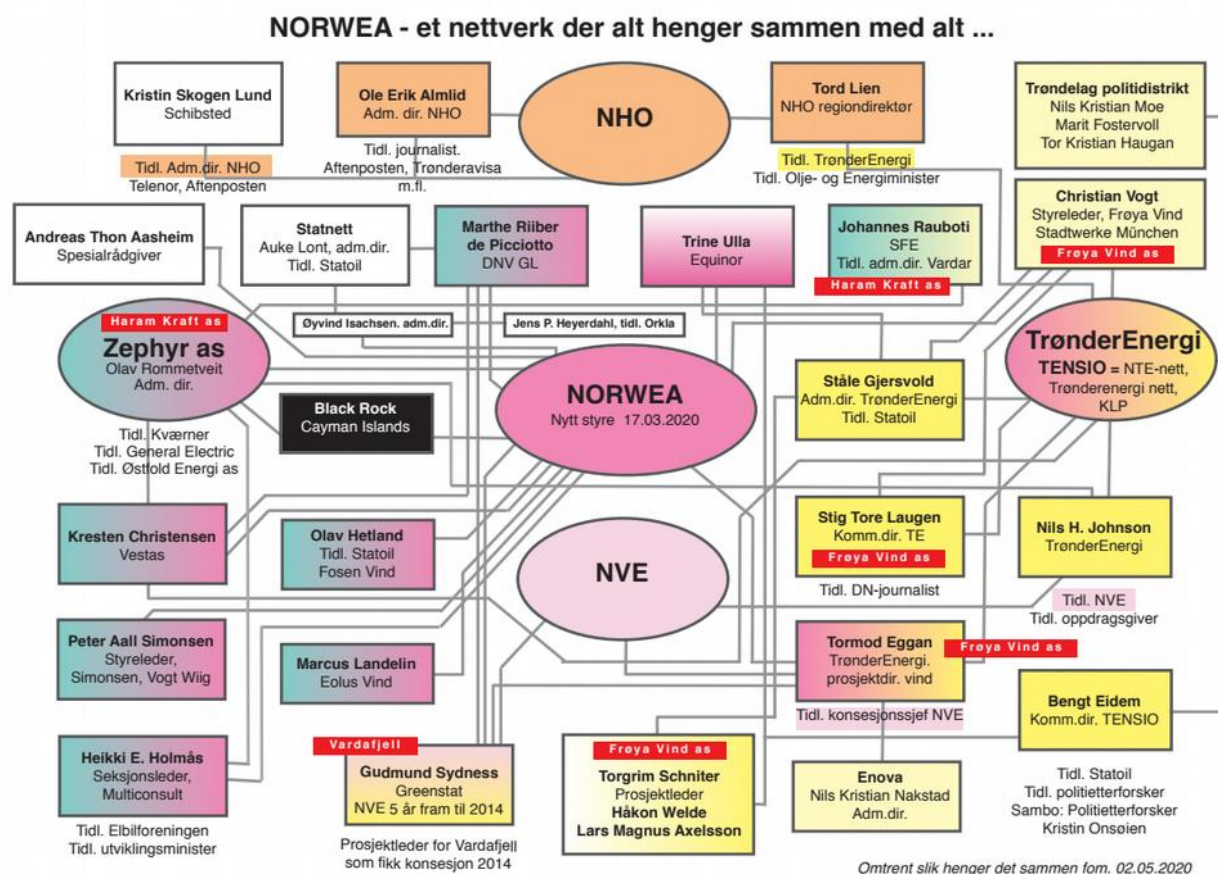 NORWEA - et nettverk der alt henger sammen med alt ...
Kristin Skogen Lund
Schibsted
Tidl. Adm.dir. NHO
Telenor, Aftenposten
Ole Erik Almlid
Adm. dir. NHO
Tidl. journalist.
Aftenposten, Trønderavisa
m.fl.
NHO
Tord Lien
NHO regiondirektør
Tidl. TrønderEnergi
Tidl. Olje- og Energiminister
Trøndelag politidistrikt
Nils Kristian Moe
Marit Fostervoll
Tor Kristian Haugan
Andreas Thon Aasheim
Spesialrådgiver
Statnett
Auke Lont, adm.dir.
Tidl. Statoil
Marthe Riiber
de Picciotto
DNV GL
Trine Ulla
Equinor
Johannes Rauboti
SFE
Tidl. adm.dir. Vardar
Haram Kraft as
Christian Vogt
Styreleder, Frøya Vind
Stadtwerke München
Frøya Vind as
Haram Kraft as
Zephyr as
Olav Rommetveit
Adm. dir.
Tidl. Kværner
Tidl. General Electric
Tidl. Østfold Energi as
Øyvind Isachsen. adm.dir.
Jens P. Heyerdahl, tidl. Orkla
Black Rock
Cayman Islands
NORWEA
Nytt styre 17.03.2020
Ståle Gjersvold
Adm.dir. TrønderEnergi
Tidl. Statoil
TrønderEnergi
TENSIO = NTE-nett,
Trønderenergi nett,
KLP
Kresten Christensen
Vestas
Olav Hetland
Tidl. Statoil
Fosen Vind
NVE
Stig Tore Laugen
Komm.dir. TE
Frøya Vind as
Tidl. DN-journalist
Nils H. Johnson
TrønderEnergi
Tidl. NVE
Tidl. oppdragsgiver
Peter Aall Simonsen
Styreleder,
Simonsen, Vogt Wiig
Marcus Landelin
Eolus Vind
Tormod Eggan
TrønderEnergi.
prosjektdir. vind
Frøya Vind as
Tidl. konsesjonssjef NVE
Bengt Eidem
Komm.dir. TENSIO
Tidl. Statoil
Tidl. politietterforsker
Sambo: Politietterforsker
Kristin Onsøien
Heikki E. Holmås
Seksjonsleder,
Multiconsult
Tidl. Elbilforeningen
Tidl. utviklingsminister
Vardafjell
Gudmund Sydness
Greenstat
NVE 5 år fram til 2014
Prosjektleder for Vardafjell
som fikk konsesjon 2014
Frøya Vind as
Torgrim Schniter
Prosjektleder
Håkon Welde
Lars Magnus Axelsson
Enova
Nils Kristian Nakstad
Adm.dir.
Omtrent slik henger det sammen fom. 02.05.2020